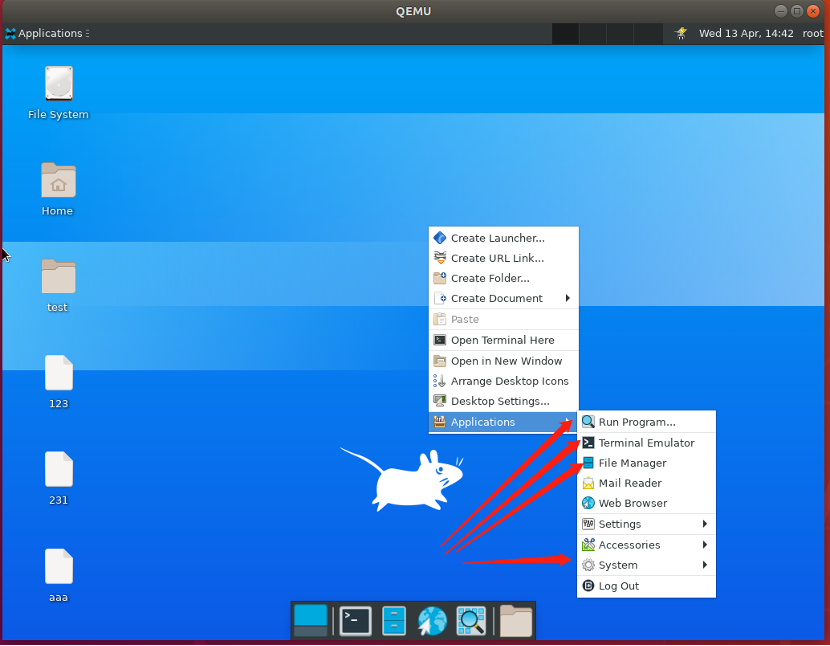 QEMU
Applications
Wed 13 Apr, 14:42
root
File System
Home
test
123
231
aaa
Create Launcher...
Create URL Link...
Create Folder...
Create Document
Paste
Open Terminal Here
Open in New Window
Arrange Desktop Icons
Desktop Settings...
Applications
Run Program...
Terminal Emulator
File Manager
Mail Reader
Web Browser
Settings
Accessories
System
Log Out